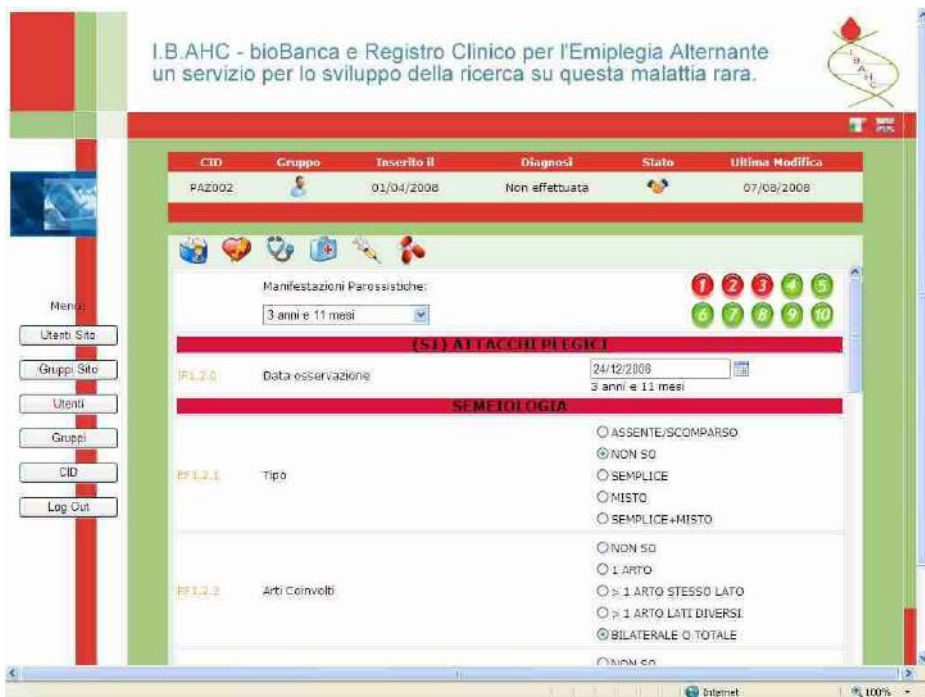 I.B.AHC - bioBanca e Registro Clinico per l'Emiplegia Alternante
un servizio per lo sviluppo della ricerca su questa malattia rara.
I B A H C
CID Gruppo Inserito il Diagnosi Stato Ultima Modifica
PAZ002 01/04/2008 Non effettuata 07/08/2008
Manifestazioni Parossistiche:
1 2 3 4 5
3 anni e 11 mesi
6 7 8 9 10
Menù
Utenti Sito
Gruppi Sito
Utenti
Gruppi
CID
Log Out
(S1) ATTACCHI PLEGICI
Data osservazione
3 anni e 11 mesi
SEMEIOLOGIA
Tipo
ASSENTE/SCOMPARSO
NON SO
SEMPLICE
MISTO
SEMPLICE+MISTO
Arti Coinvolti
NON SO
1 ARTO
> 1 ARTO STESSO LATO
> 1 ARTO LATI DIVERSI
BILATERALE O TOTALE
NON SO
Internet
100%